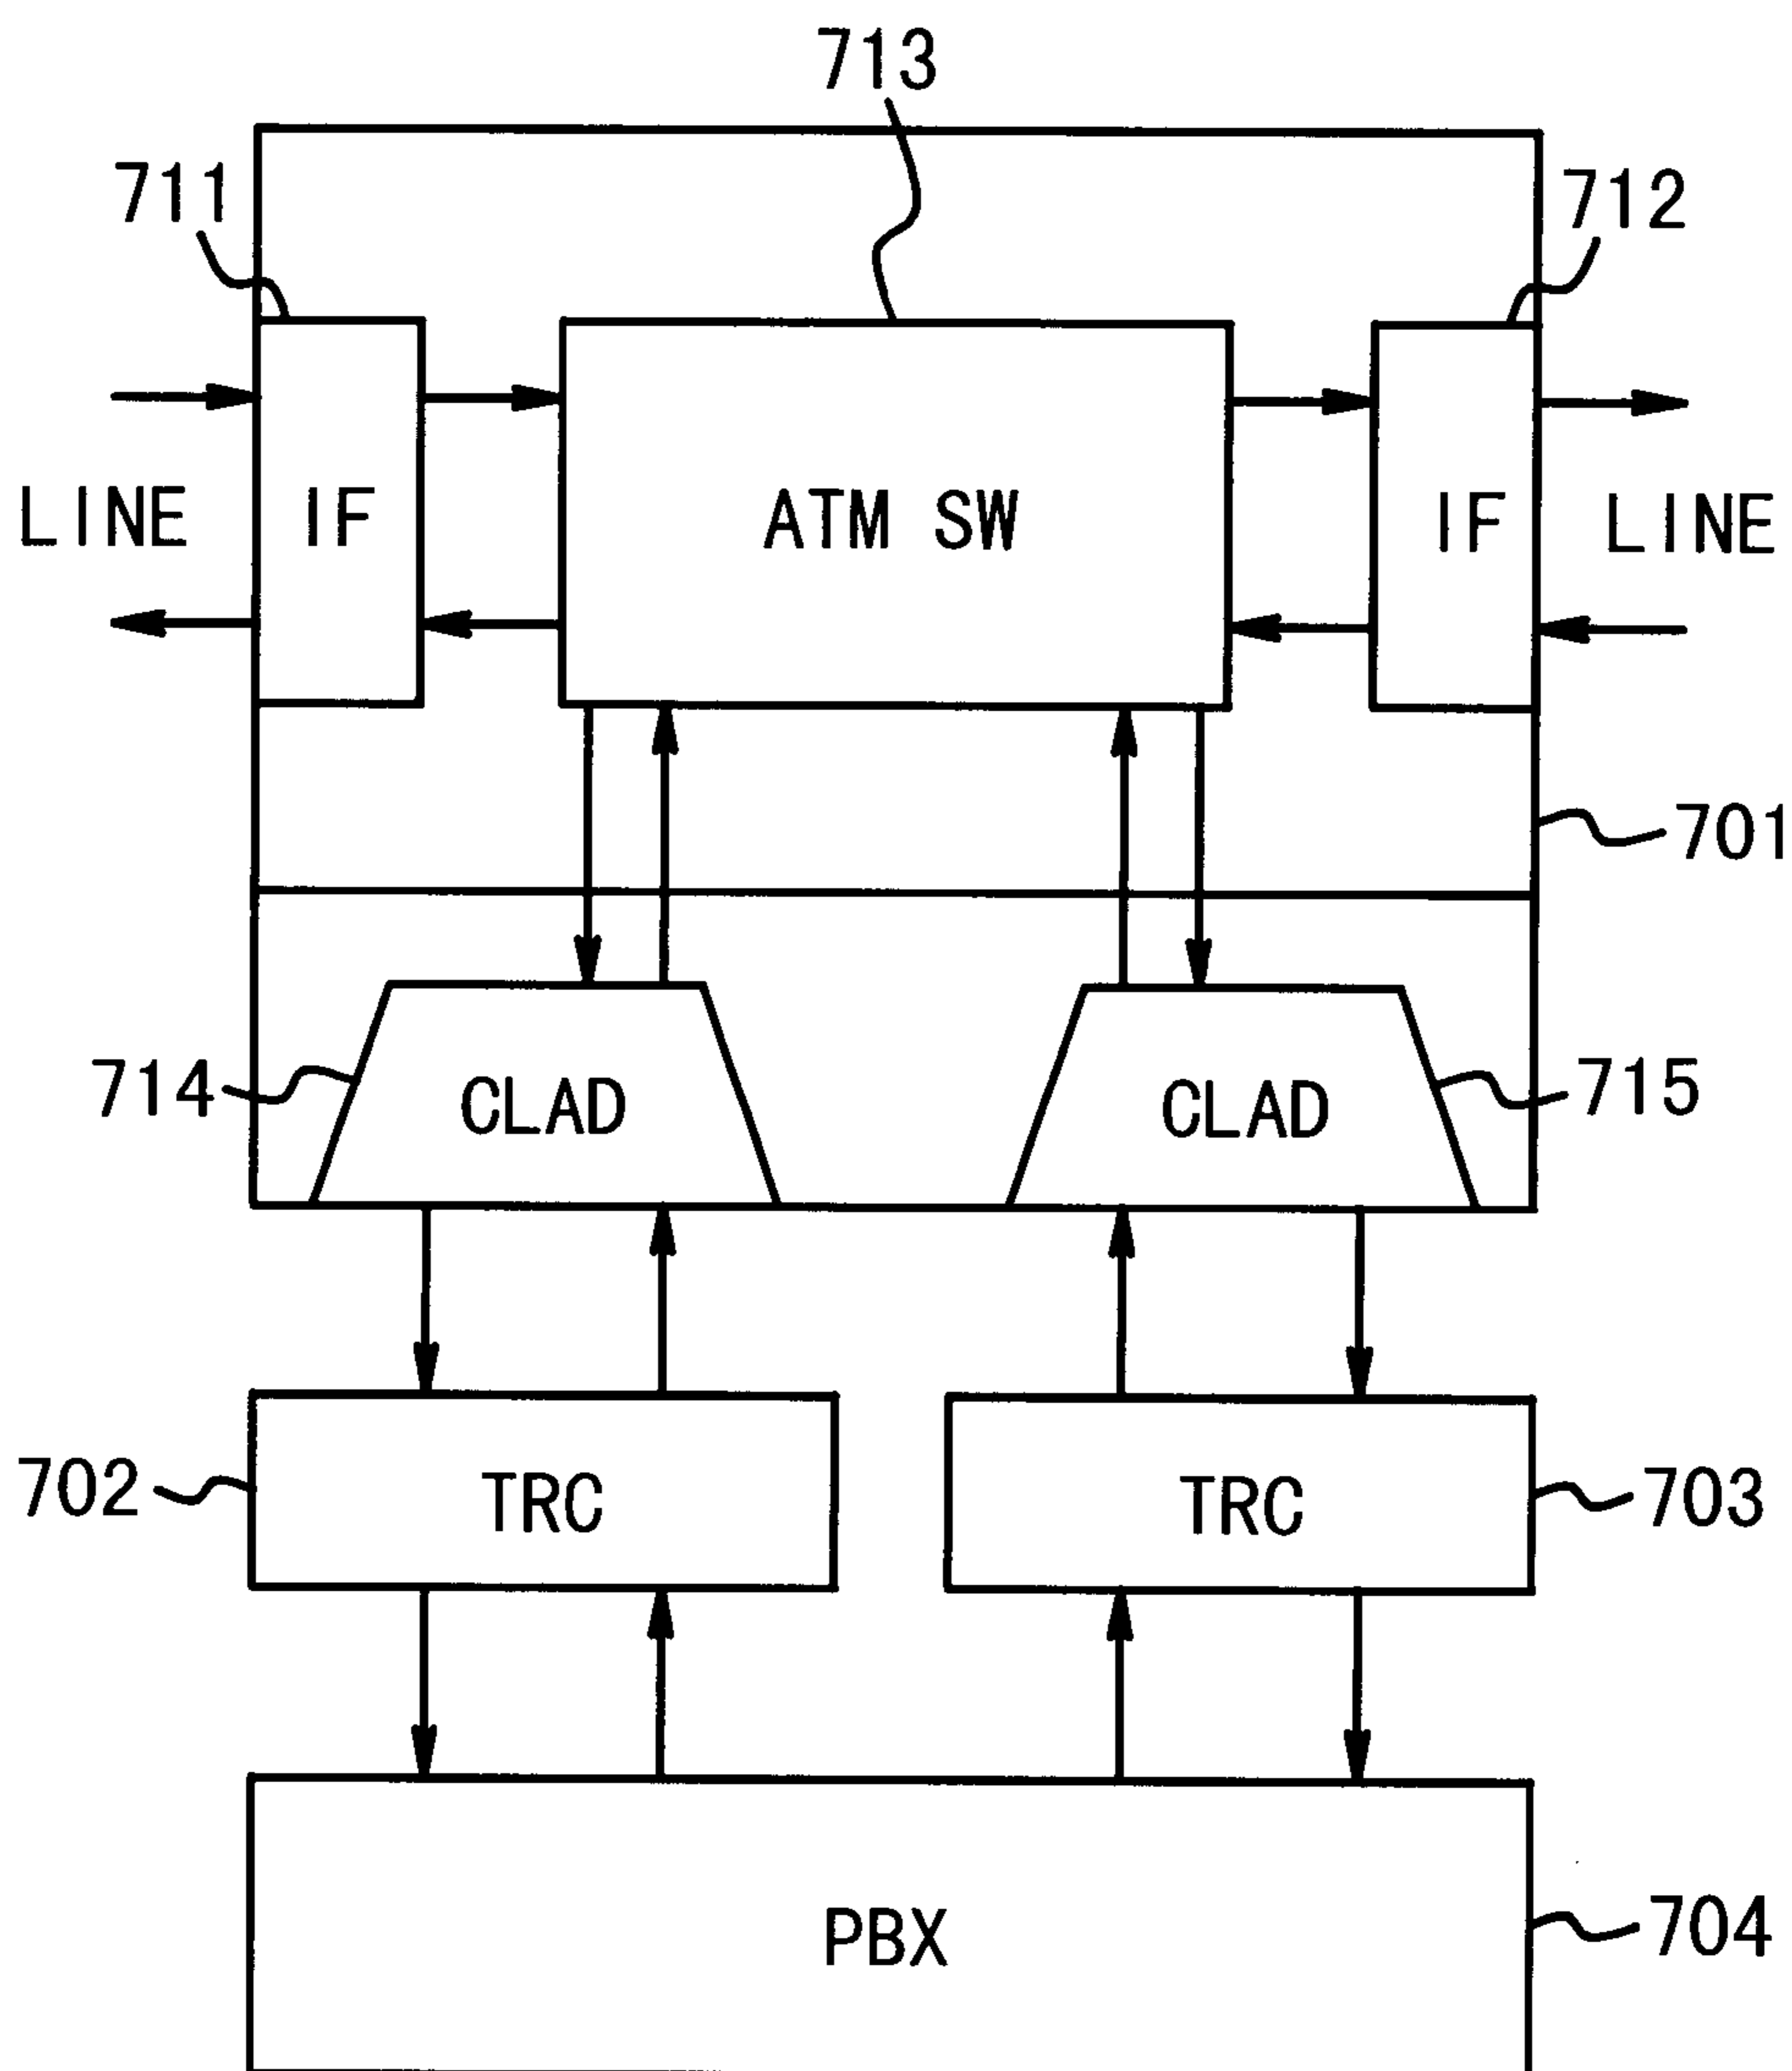 713
711
712
LINE
IF
ATM SW
IF
LINE
701
714
CLAD
CLAD
715
702
TRC
TRC
703
PBX
704